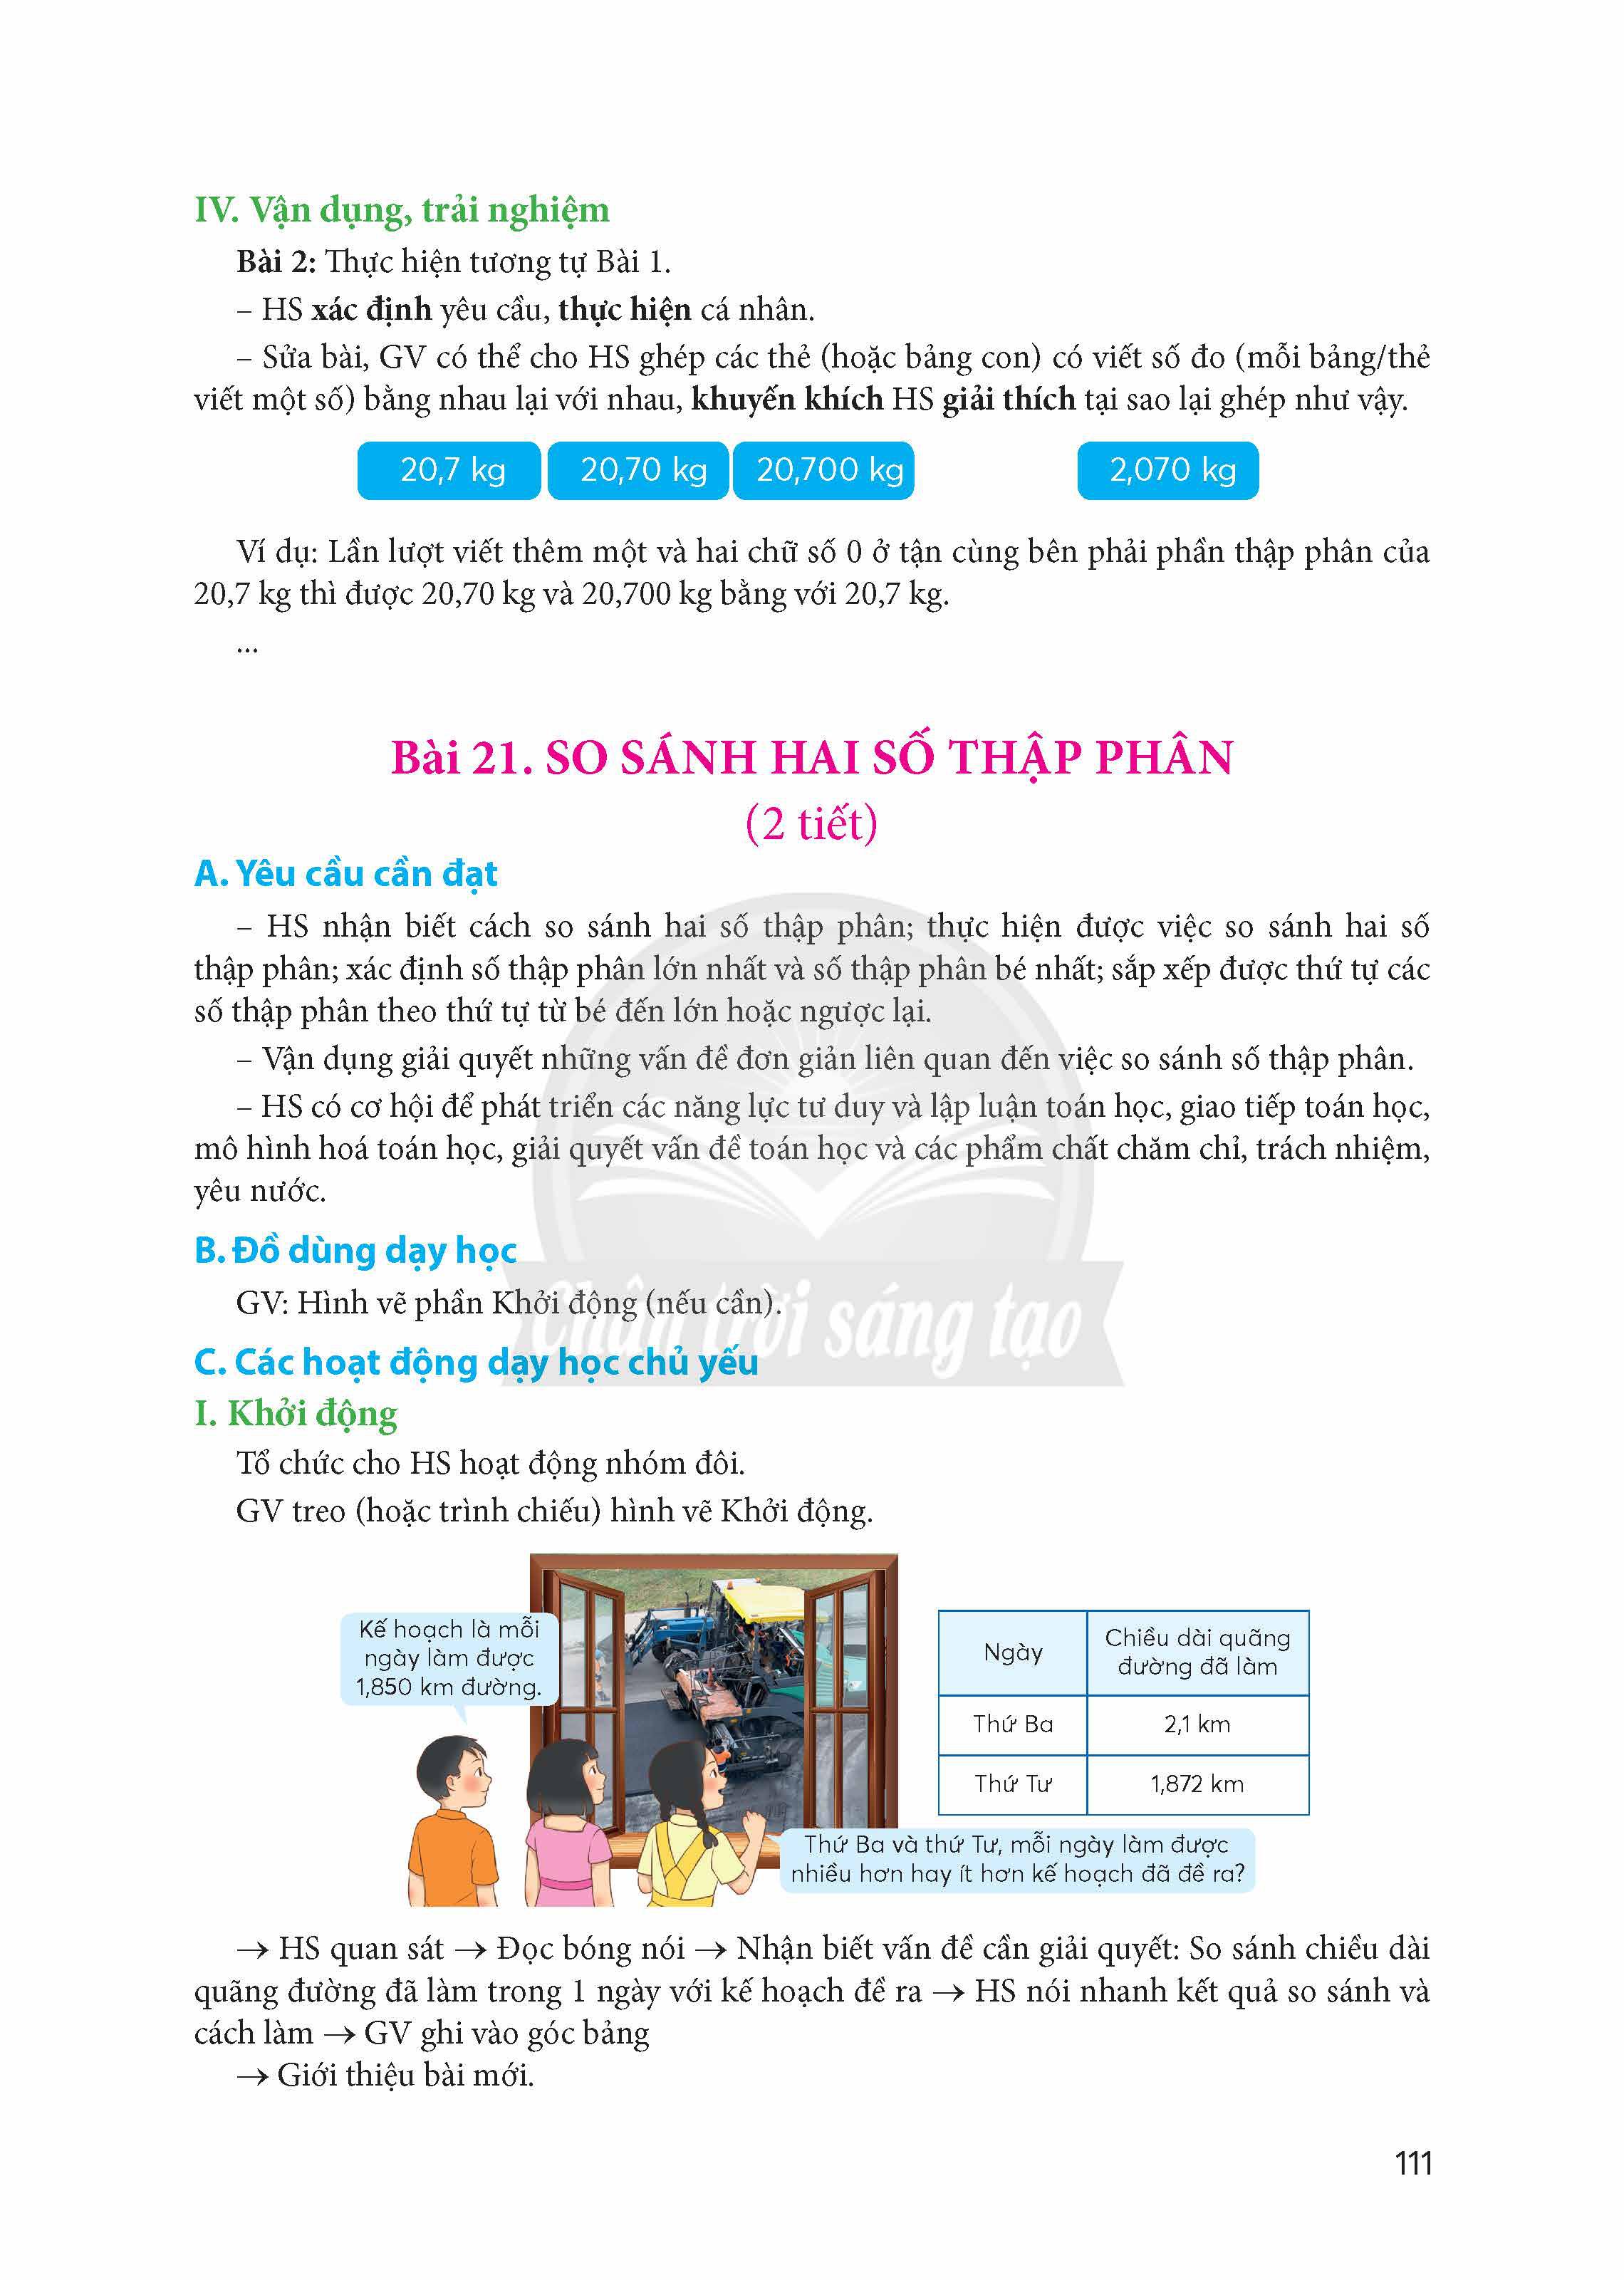 IV. Vận dụng, trải nghiệm
Bài 2: Thực hiện tương tự Bài 1.
– HS xác định yêu cầu, thực hiện cá nhân.
– Sửa bài, GV có thể cho HS ghép các thẻ (hoặc bảng con) có viết số đo (mỗi bảng/thẻ
viết một số) bằng nhau lại với nhau, khuyến khích HS giải thích tại sao lại ghép như vậy.
20,7 kg 20,70 kg 20,700 kg 2,070 kg
Ví dụ: Lần lượt viết thêm một và hai chữ số 0 ở tận cùng bên phải phần thập phân của
20,7 kg thì được 20,70 kg và 20,700 kg bằng với 20,7 kg.
...
Bài 21. SO SÁNH HAI SỐ THẬP PHÂN
(2 tiết)
A. Yêu cầu cần đạt
– HS nhận biết cách so sánh hai số thập phân; thực hiện được việc so sánh hai số
thập phân; xác định số thập phân lớn nhất và số thập phân bé nhất; sắp xếp được thứ tự các
số thập phân theo thứ tự từ bé đến lớn hoặc ngược lại.
– Vận dụng giải quyết những vấn đề đơn giản liên quan đến việc so sánh số thập phân.
– HS có cơ hội để phát triển các năng lực tư duy và lập luận toán học, giao tiếp toán học,
mô hình hoá toán học, giải quyết vấn đề toán học và các phẩm chất chăm chỉ, trách nhiệm,
yêu nước.
B. Đồ dùng dạy học
GV: Hình vẽ phần Khởi động (nếu cần).
Chân trời sáng tạo
C. Các hoạt động dạy học chủ yếu
I. Khởi động
Tổ chức cho HS hoạt động nhóm đôi.
GV treo (hoặc trình chiếu) hình vẽ Khởi động.
Kế hoạch là mỗi
ngày làm được
1,850 km đường.
Ngày
Chiều dài quãng
đường đã làm
Thứ Ba 2,1 km
Thứ Tư 1,872 km
Thứ Ba và thứ Tư, mỗi ngày làm được
nhiều hơn hay ít hơn kế hoạch đã đề ra?
→ HS quan sát → Đọc bóng nói → Nhận biết vấn đề cần giải quyết: So sánh chiều dài
quãng đường đã làm trong 1 ngày với kế hoạch đề ra → HS nói nhanh kết quả so sánh và
cách làm → GV ghi vào góc bảng
→ Giới thiệu bài mới.
111